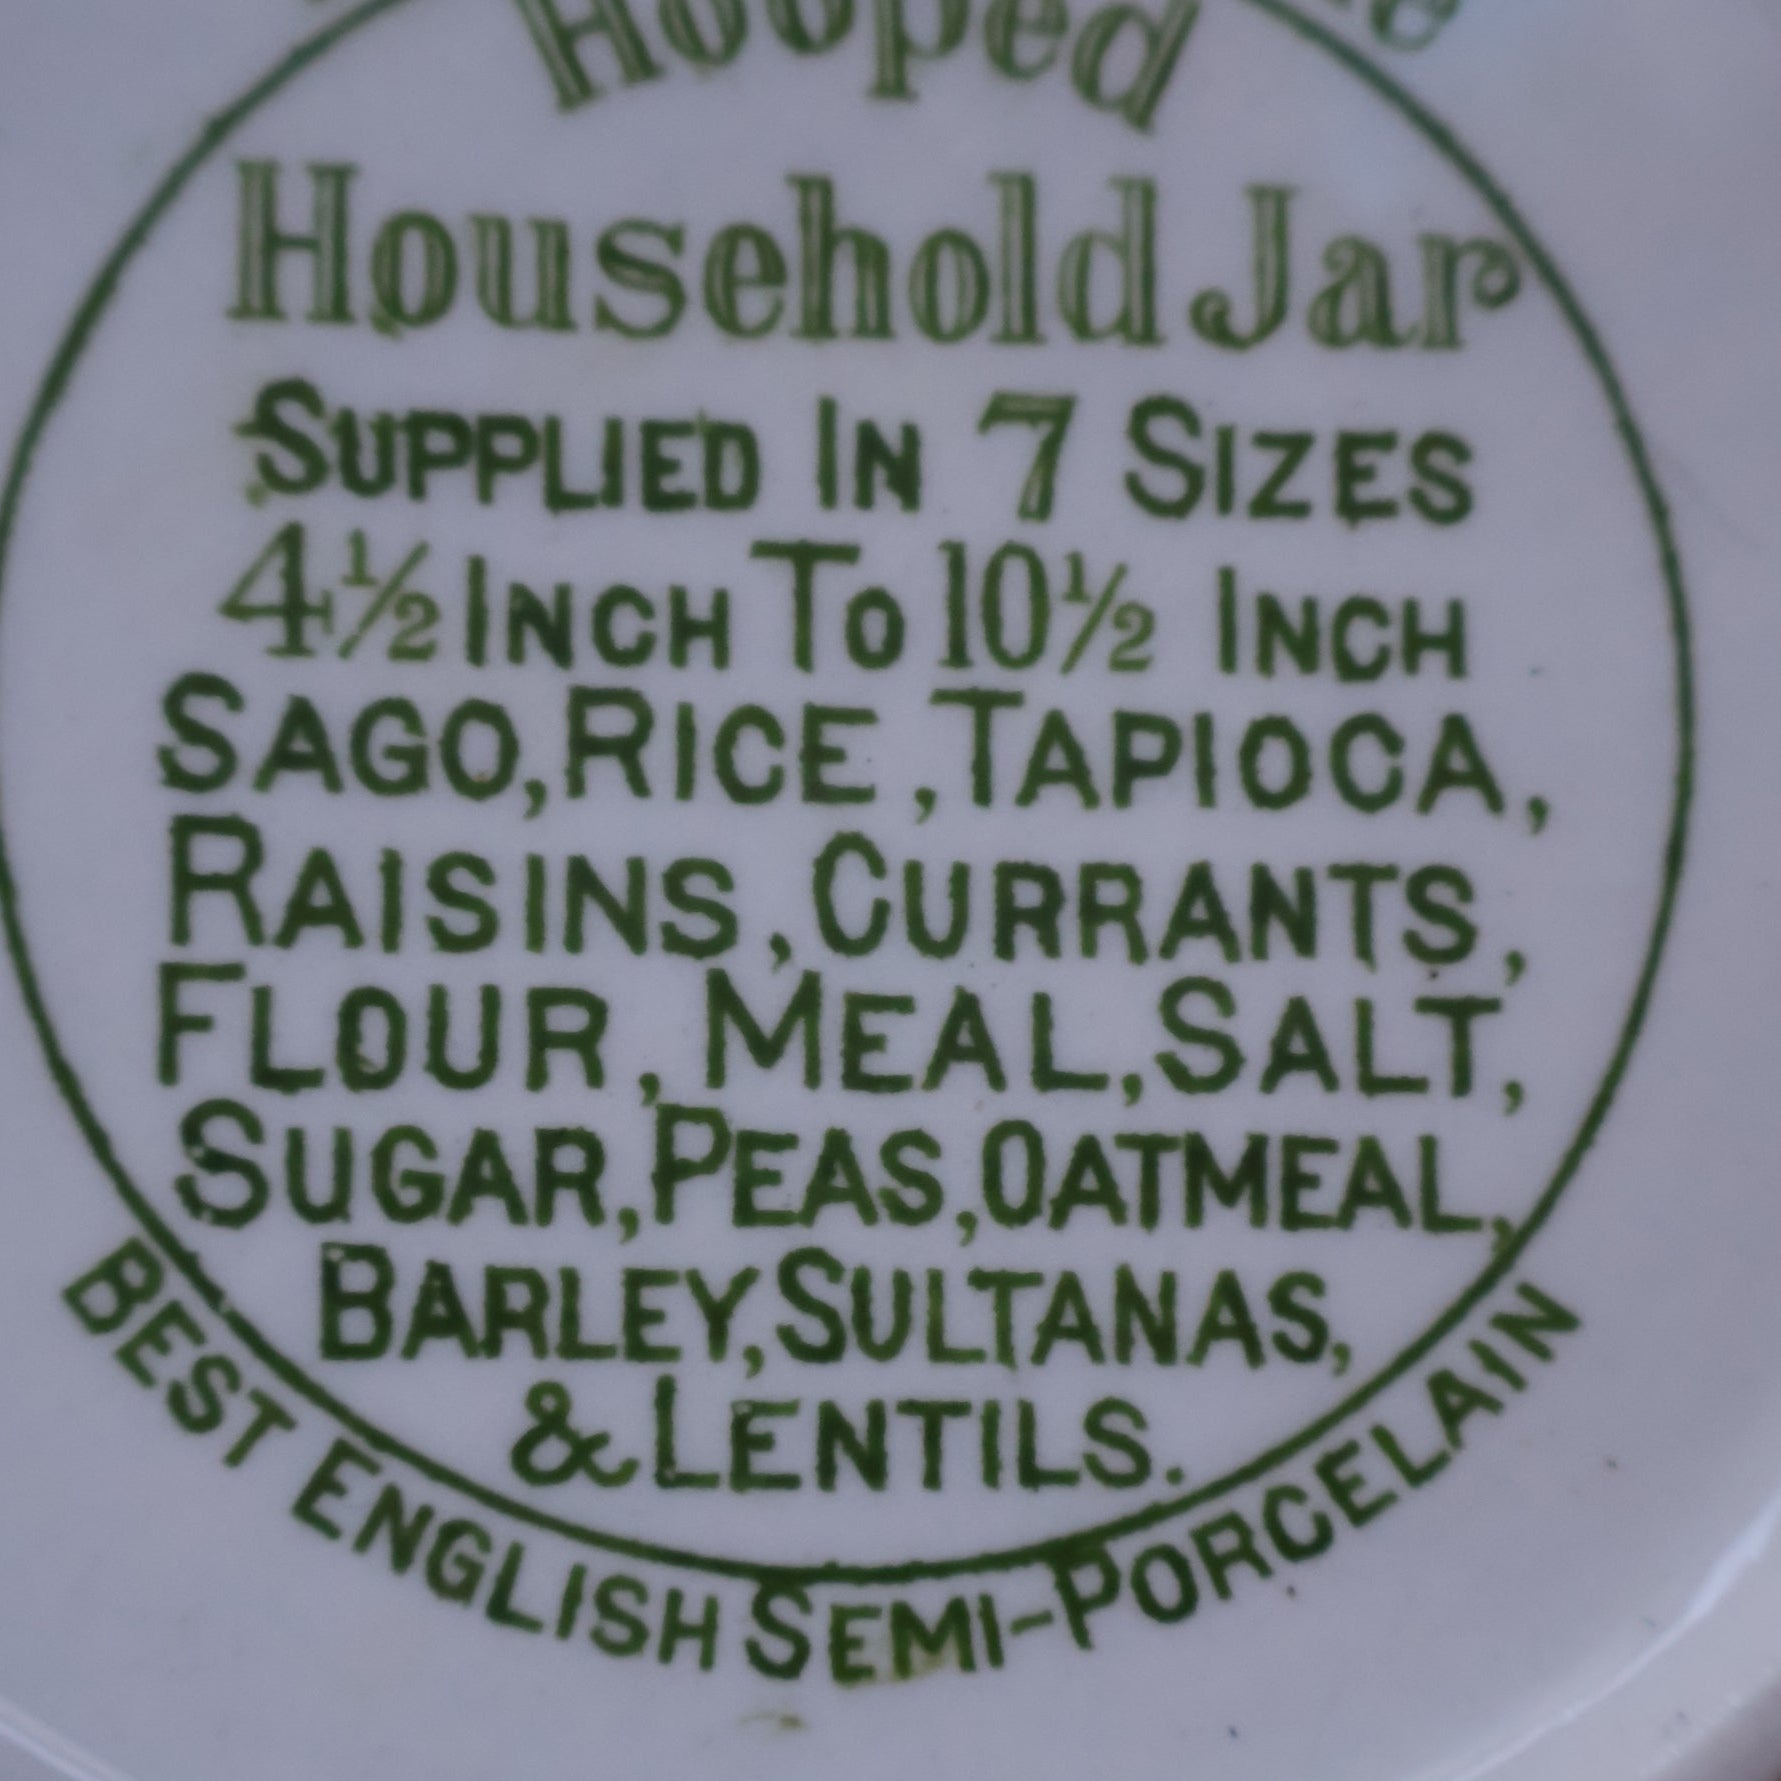 Hooped
Household Jar
SUPPLIED IN 7 SIZES
4½ INCH TO 10½ INCH
SAGO, RICE, TAPIOCA,
RAISINS, CURRANTS,
FLOUR, MEAL, SALT,
SUGAR, PEAS, OATMEAL,
BARLEY, SULTANAS,
& LENTILS.
BEST ENGLISH SEMI-PORCELAIN